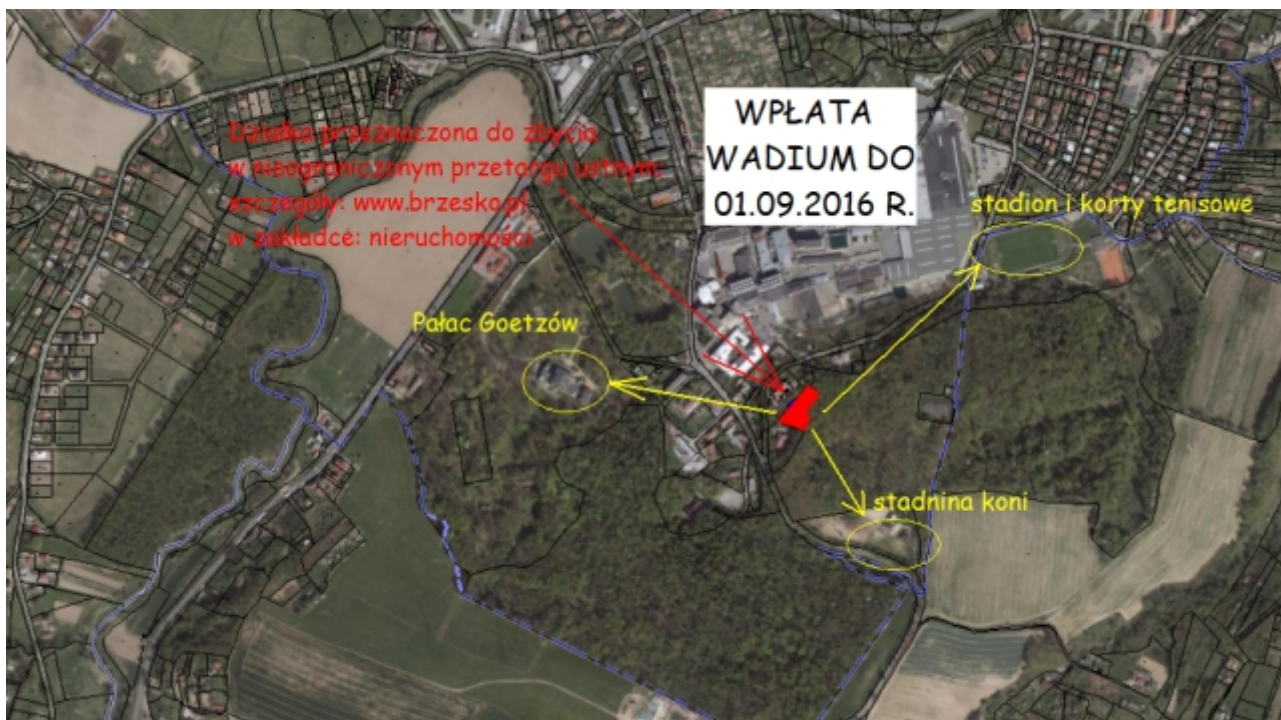 Działka przeznaczona do zbycia
w nieograniczonym przetargu ustnym;
szczegóły: www.brzesko.pl
w zakładce: nieruchomości
WPŁATA
WADIUM DO
01.09.2016 R.
stadion i korty tenisowe
Pałac Goetzów
stadnina koni